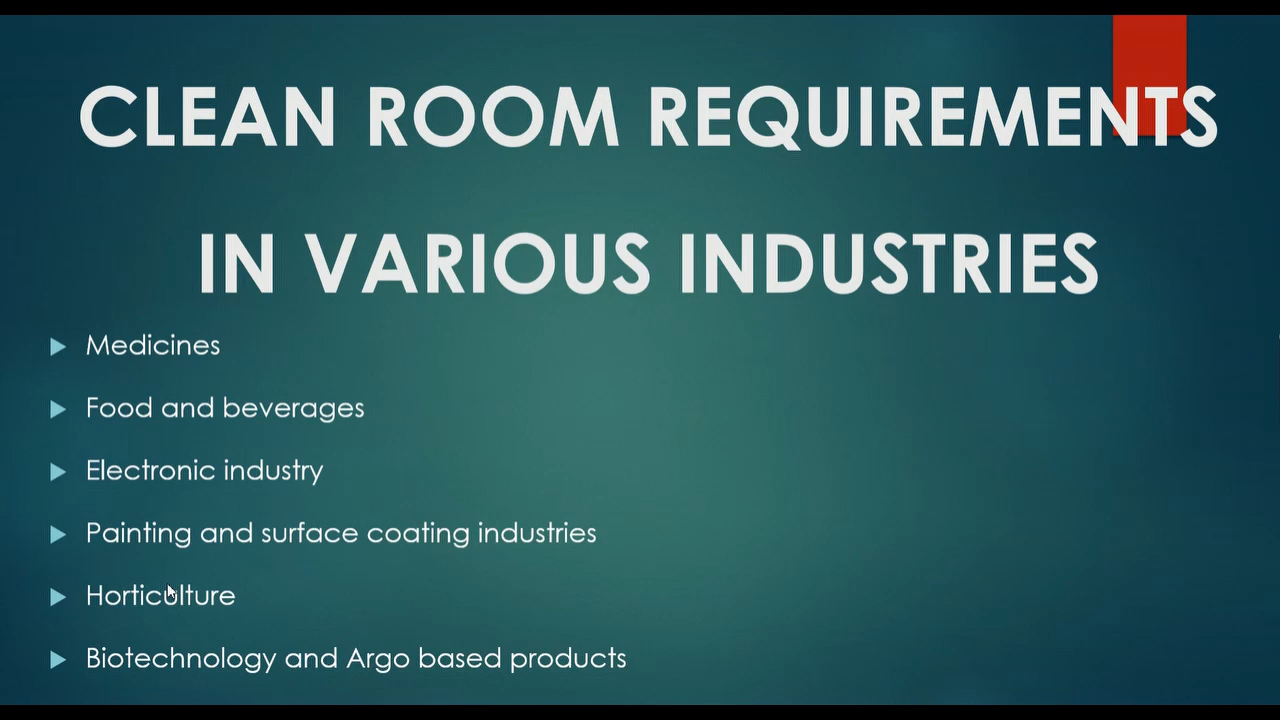 CLEAN ROOM REQUIREMENTS
IN VARIOUS INDUSTRIES
Medicines
Food and beverages
Electronic industry
Painting and surface coating industries
Horticulture
Biotechnology and Argo based products